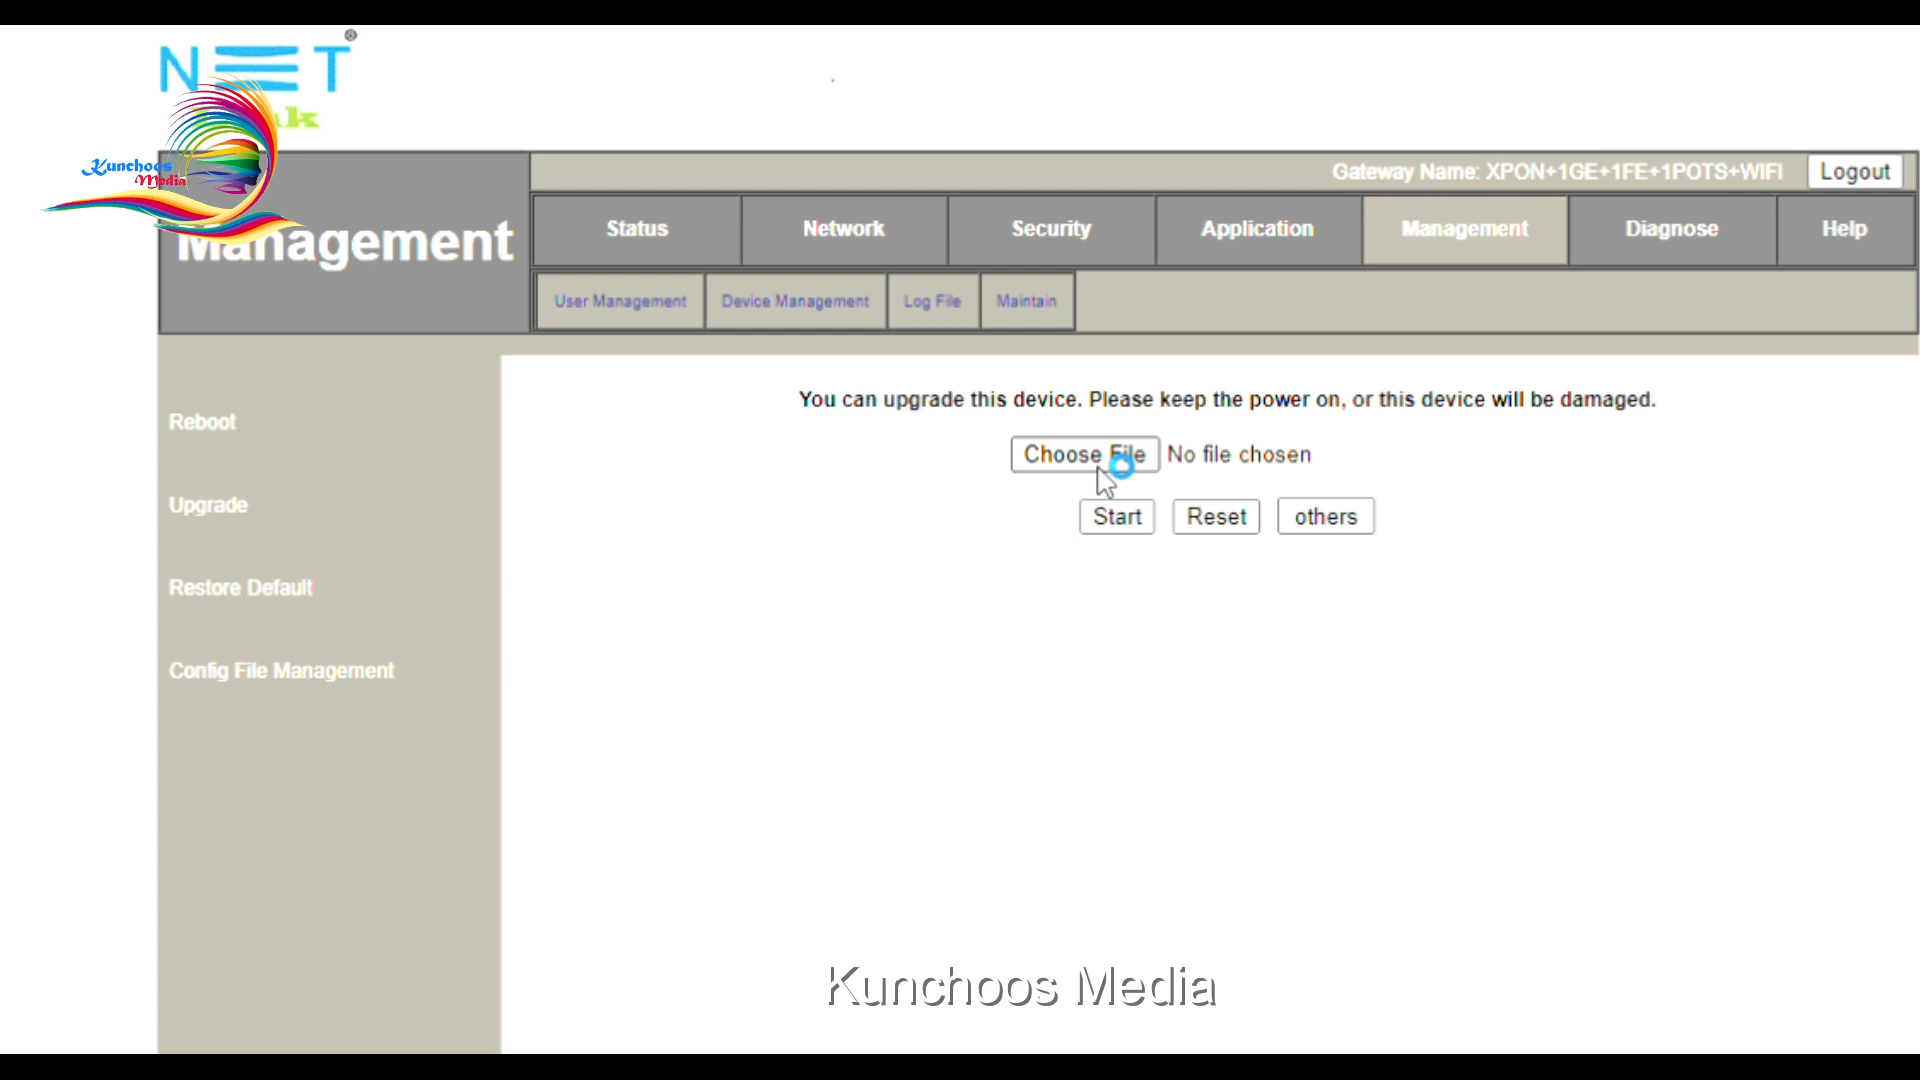 NET®
Kunchoos
Media
Gateway Name: XPON+1GE+1FE+1POTS+WIFI Logout
Management
Status Network Security Application Management Diagnose Help
User Management Device Management Log File Maintain
You can upgrade this device. Please keep the power on, or this device will be damaged.
Choose File No file chosen
Start Reset others
Reboot
Upgrade
Restore Default
Config File Management
Kunchoos Media